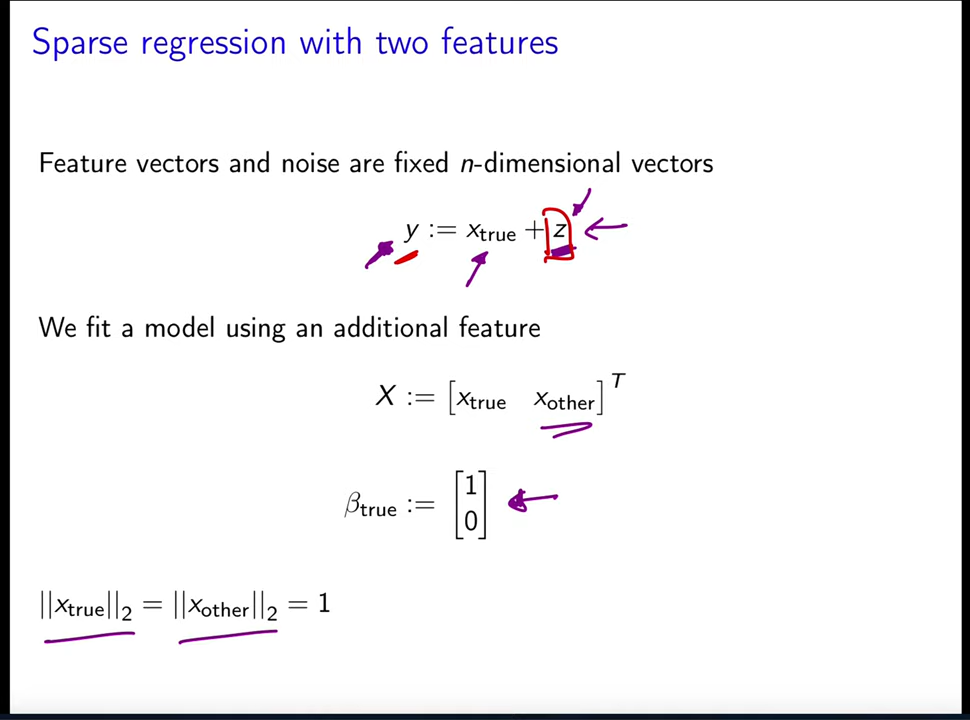 Sparse regression with two features
Feature vectors and noise are fixed n-dimensional vectors
y := x_true + z
We fit a model using an additional feature
X := [x_true x_other]^T
β_true := [1 0]
||x_true||_2 = ||x_other||_2 = 1